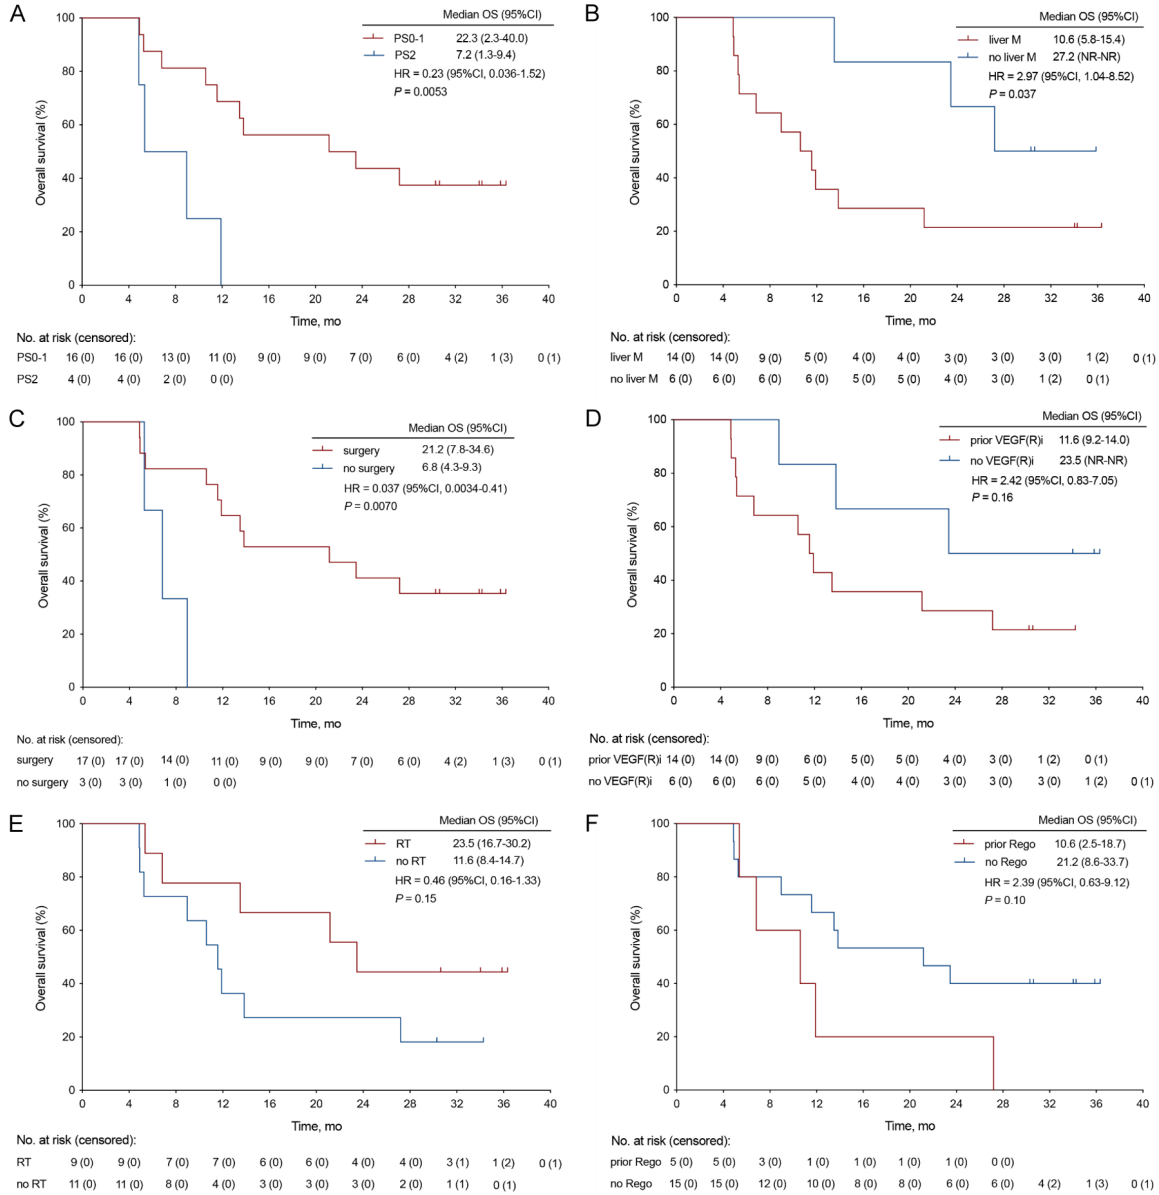 A
Median OS (95%CI)
PS0-1 22.3 (2.3-40.0)
PS2 7.2 (1.3-9.4)
HR = 0.23 (95%CI, 0.036-1.52)
P = 0.0053
Overall survival (%)
100
80
60
40
20
0
0 4 8 12 16 20 24 28 32 36 40
Time, mo
No. at risk (censored):
PS0-1 16 (0) 16 (0) 13 (0) 11 (0) 9 (0) 9 (0) 7 (0) 6 (0) 4 (2) 1 (3) 0 (1)
PS2 4 (0) 4 (0) 2 (0) 0 (0)
B
Median OS (95%CI)
liver M 10.6 (5.8-15.4)
no liver M 27.2 (NR-NR)
HR = 2.97 (95%CI, 1.04-8.52)
P = 0.037
Overall survival (%)
100
80
60
40
20
0
0 4 8 12 16 20 24 28 32 36 40
Time, mo
No. at risk (censored):
liver M 14 (0) 14 (0) 9 (0) 5 (0) 4 (0) 4 (0) 3 (0) 3 (0) 3 (0) 1 (2) 0 (1)
no liver M 6 (0) 6 (0) 6 (0) 6 (0) 5 (0) 5 (0) 4 (0) 3 (0) 1 (2) 0 (1)
C
Median OS (95%CI)
surgery 21.2 (7.8-34.6)
no surgery 6.8 (4.3-9.3)
HR = 0.037 (95%CI, 0.0034-0.41)
P = 0.0070
Overall survival (%)
100
80
60
40
20
0
0 4 8 12 16 20 24 28 32 36 40
Time, mo
No. at risk (censored):
surgery 17 (0) 17 (0) 14 (0) 11 (0) 9 (0) 9 (0) 7 (0) 6 (0) 4 (2) 1 (3) 0 (1)
no surgery 3 (0) 3 (0) 1 (0) 0 (0)
D
Median OS (95%CI)
prior VEGF(R)i 11.6 (9.2-14.0)
no VEGF(R)i 23.5 (NR-NR)
HR = 2.42 (95%CI, 0.83-7.05)
P = 0.16
Overall survival (%)
100
80
60
40
20
0
0 4 8 12 16 20 24 28 32 36 40
Time, mo
No. at risk (censored):
prior VEGF(R)i 14 (0) 14 (0) 9 (0) 6 (0) 5 (0) 5 (0) 4 (0) 3 (0) 1 (2) 0 (1)
no VEGF(R)i 6 (0) 6 (0) 6 (0) 5 (0) 4 (0) 4 (0) 3 (0) 3 (0) 3 (0) 1 (2) 0 (1)
E
Median OS (95%CI)
RT 23.5 (16.7-30.2)
no RT 11.6 (8.4-14.7)
HR = 0.46 (95%CI, 0.16-1.33)
P = 0.15
Overall survival (%)
100
80
60
40
20
0
0 4 8 12 16 20 24 28 32 36 40
Time, mo
No. at risk (censored):
RT 9 (0) 9 (0) 7 (0) 7 (0) 6 (0) 6 (0) 4 (0) 4 (0) 3 (1) 1 (2) 0 (1)
no RT 11 (0) 11 (0) 8 (0) 4 (0) 3 (0) 3 (0) 3 (0) 2 (0) 1 (1) 0 (1)
F
Median OS (95%CI)
prior Rego 10.6 (2.5-18.7)
no Rego 21.2 (8.6-33.7)
HR = 2.39 (95%CI, 0.63-9.12)
P = 0.10
Overall survival (%)
100
80
60
40
20
0
0 4 8 12 16 20 24 28 32 36 40
Time, mo
No. at risk (censored):
prior Rego 5 (0) 5 (0) 3 (0) 1 (0) 1 (0) 1 (0) 1 (0) 0 (0)
no Rego 15 (0) 15 (0) 12 (0) 10 (0) 8 (0) 8 (0) 6 (0) 6 (0) 4 (2) 1 (3) 0 (1)